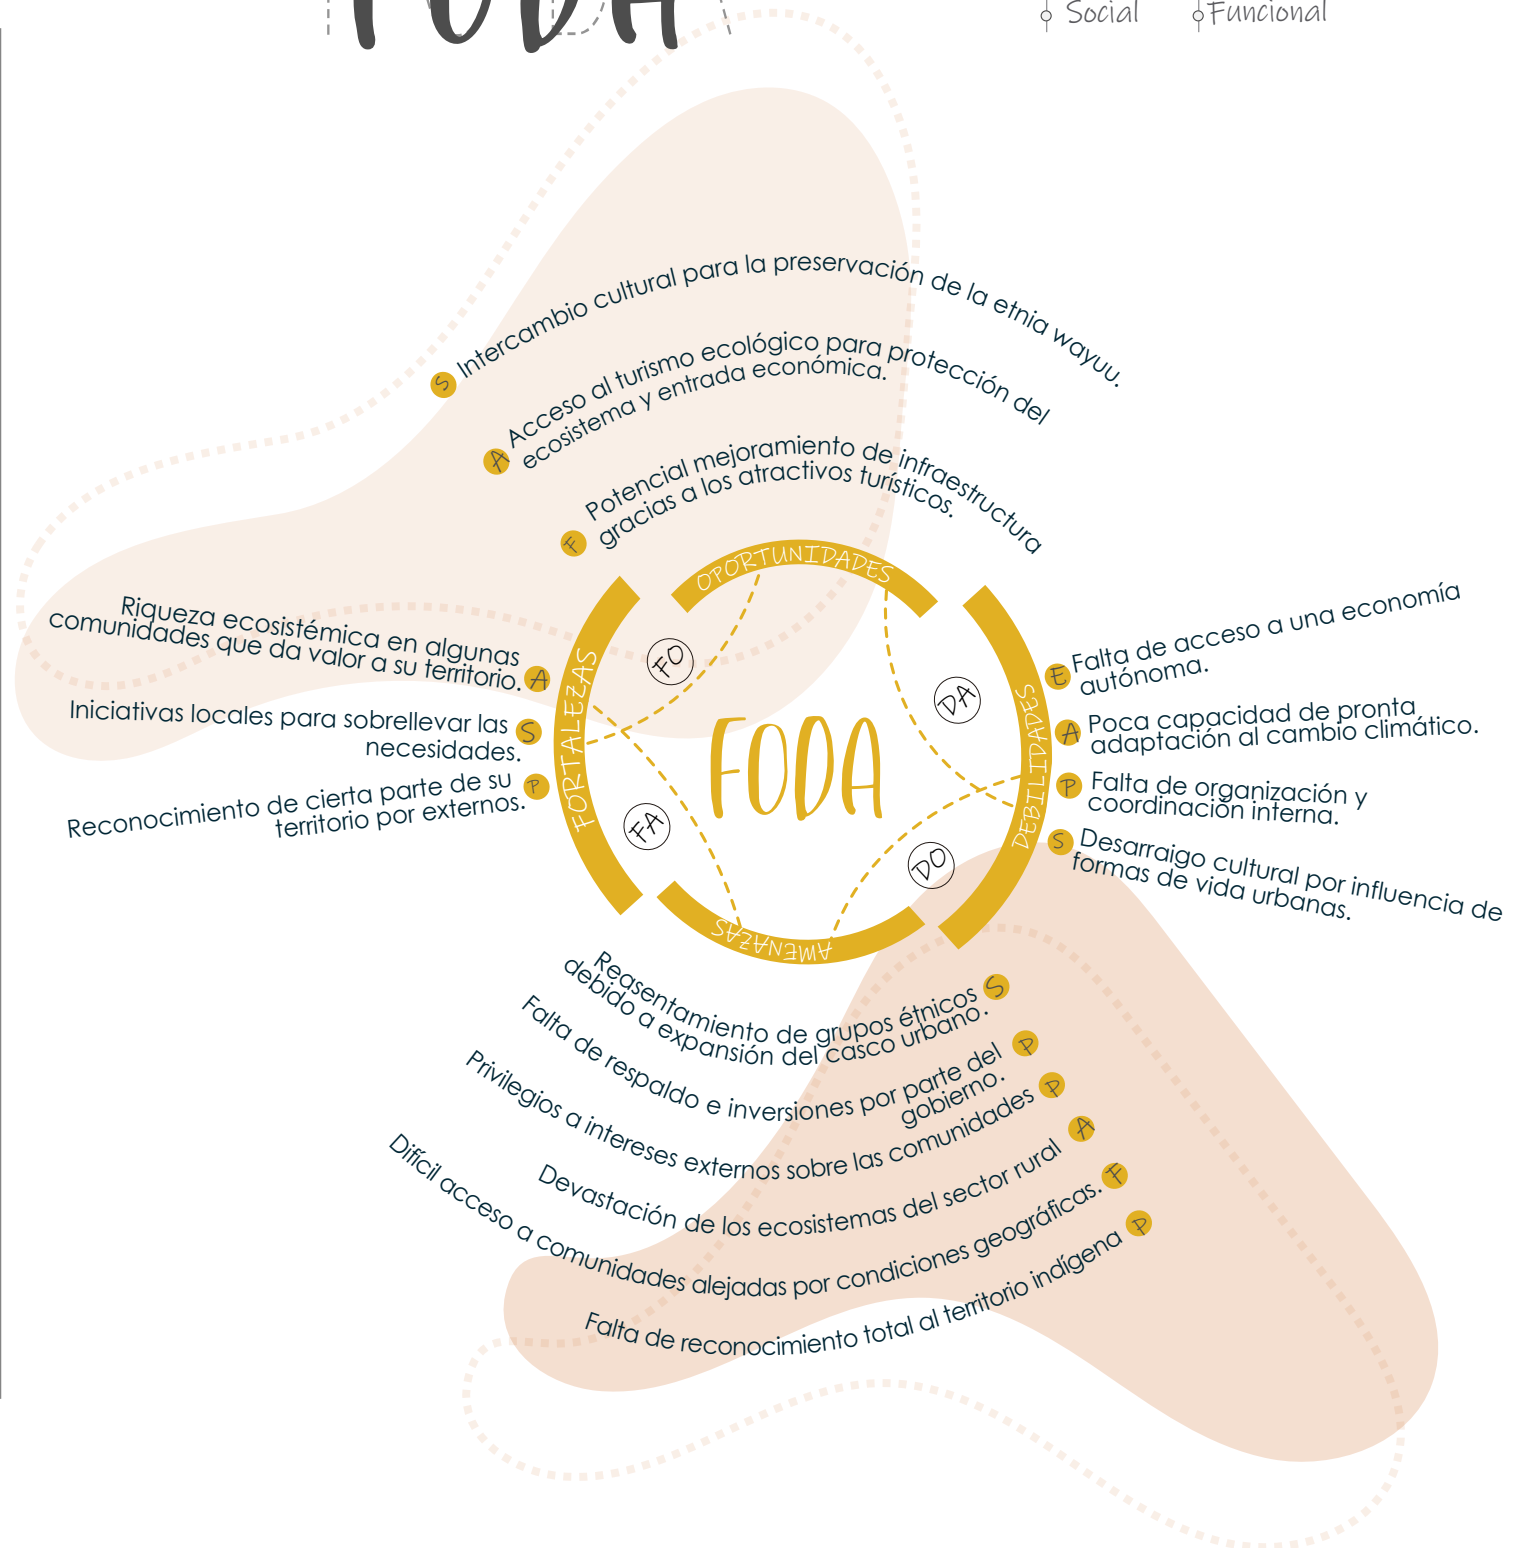 FODA
Social
Funcional
S
Intercambio cultural para la preservación de la etnia wayuu.
A
Acceso al turismo ecológico para protección del
ecosistema y entrada económica.
F
Potencial mejoramiento de infraestructura
gracias a los atractivos turísticos.
OPORTUNIDADES
Riqueza ecosistémica en algunas
comunidades que da valor a su territorio.
A
Iniciativas locales para sobrellevar las
necesidades.
S
Reconocimiento de cierta parte de su
territorio por externos.
P
FORTALEZAS
FO
DA
FODA
FA
DO
DEBILIDADES
E
Falta de acceso a una economía
autónoma.
A
Poca capacidad de pronta
adaptación al cambio climático.
P
Falta de organización y
coordinación interna.
S
Desarraigo cultural por influencia de
formas de vida urbanas.
AMENAZAS
Reasentamiento de grupos étnicos
debido a expansión del casco urbano.
S
Falta de respaldo e inversiones por parte del
gobierno.
P
Privilegios a intereses externos sobre las comunidades
P
Devastación de los ecosistemas del sector rural
A
Difícil acceso a comunidades alejadas por condiciones geográficas.
F
Falta de reconocimiento total al territorio indígena
P